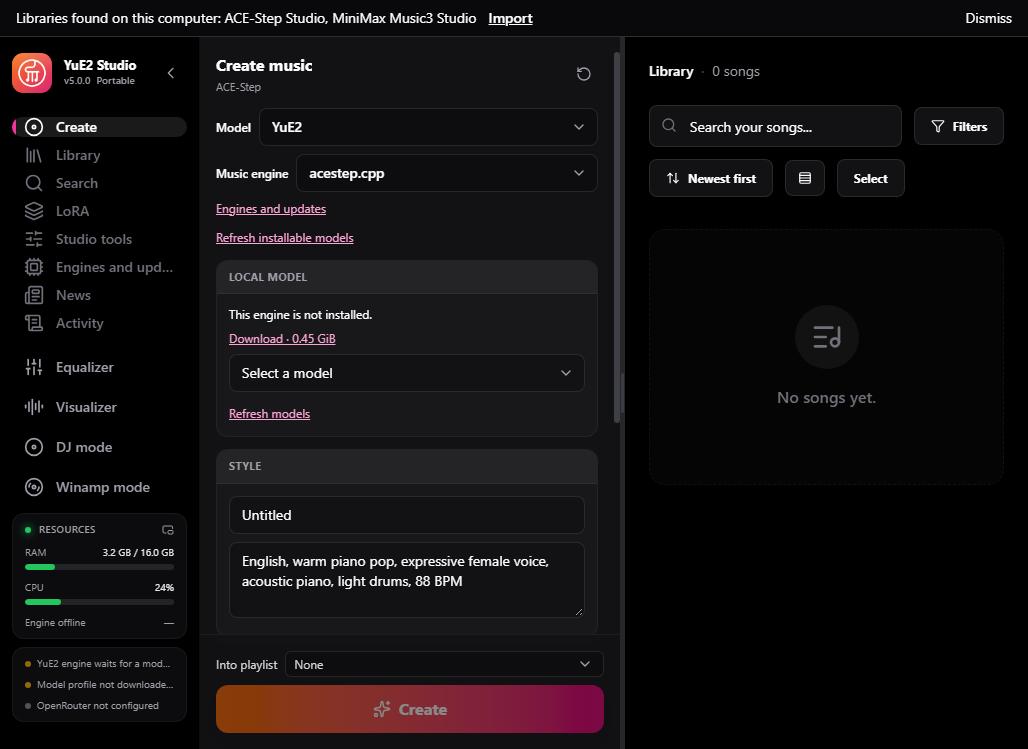 Libraries found on this computer: ACE-Step Studio, MiniMax Music3 Studio Import Dismiss
YuE2 Studio
v5.0.0 Portable
Create
Library
Search
LoRA
Studio tools
Engines and upd...
News
Activity
Equalizer
Visualizer
DJ mode
Winamp mode
RESOURCES
RAM 3.2 GB / 16.0 GB
CPU 24%
Engine offline —
YuE2 engine waits for a mod...
Model profile not downloade...
OpenRouter not configured
Create music
ACE-Step
Model YuE2
Music engine acestep.cpp
Engines and updates
Refresh installable models
LOCAL MODEL
This engine is not installed.
Download · 0.45 GiB
Select a model
Refresh models
STYLE
Untitled
English, warm piano pop, expressive female voice,
acoustic piano, light drums, 88 BPM
Into playlist None
Create
Library · 0 songs
Search your songs...
Filters
Newest first
Select
No songs yet.